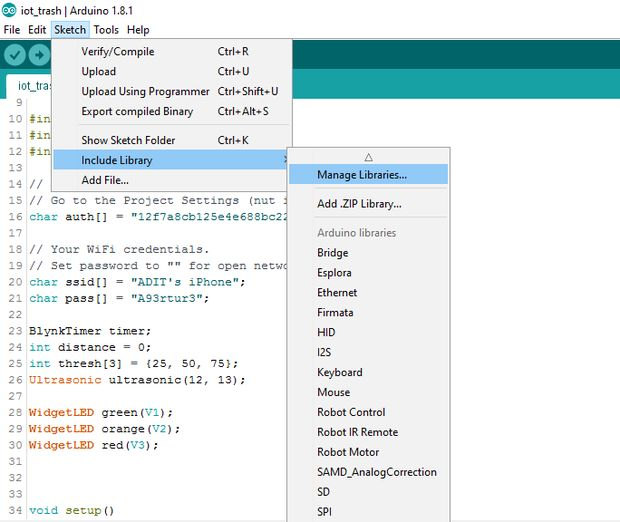 iot_trash | Arduino 1.8.1
File Edit Sketch Tools Help
Verify/Compile Ctrl+R
Upload Ctrl+U
Upload Using Programmer Ctrl+Shift+U
Export compiled Binary Ctrl+Alt+S
Show Sketch Folder Ctrl+K
Include Library
Add File...
Manage Libraries...
Add .ZIP Library...
Arduino libraries
Bridge
Esplora
Ethernet
Firmata
HID
I2S
Keyboard
Mouse
Robot Control
Robot IR Remote
Robot Motor
SAMD_AnalogCorrection
SD
SPI
iot_tras
9
10 #in
11 #in
12 #in
13
14 //
15 // Go to the Project Settings (nut i
16 char auth[] = "12f7a8cb125e4e688bc22
17
18 // Your WiFi credentials.
19 // Set password to "" for open netwo
20 char ssid[] = "ADIT's iPhone";
21 char pass[] = "A93rtur3";
22
23 BlynkTimer timer;
24 int distance = 0;
25 int thresh[3] = {25, 50, 75};
26 Ultrasonic ultrasonic(12, 13);
27
28 WidgetLED green(V1);
29 WidgetLED orange(V2);
30 WidgetLED red(V3);
31
32
33
34 void setup()